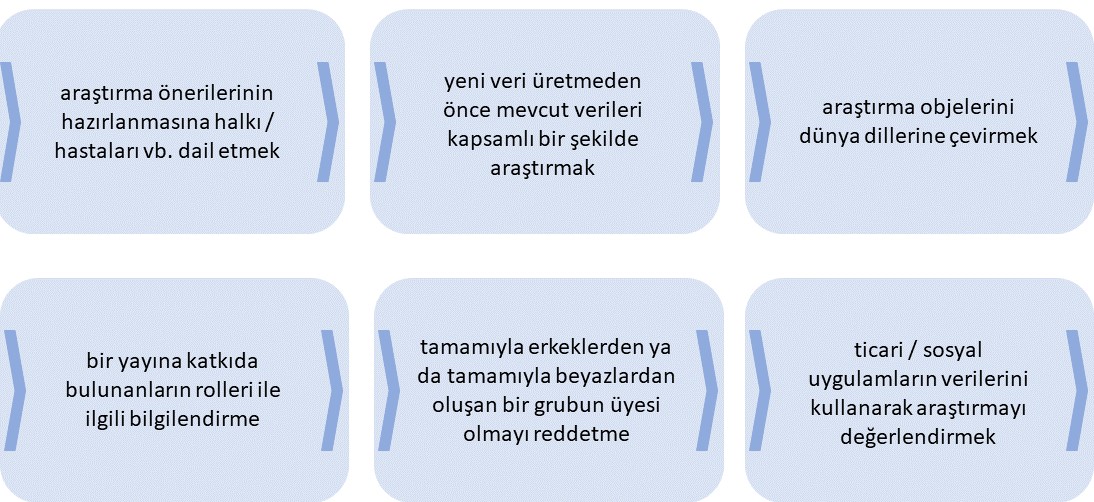 araştırma önerilerinin
hazırlanmasına halkı /
hastaları vb. dail etmek
yeni veri üretmeden
önce mevcut verileri
kapsamlı bir şekilde
araştırmak
araştırma objelerini
dünya dillerine çevirmek
bir yayına katkıda
bulunanların rolleri ile
ilgili bilgilendirme
tamamıyla erkeklerden ya
da tamamıyla beyazlardan
oluşan bir grubun üyesi
olmayı reddetme
ticari / sosyal
uygulamların verilerini
kullanarak araştırmayı
değerlendirmek